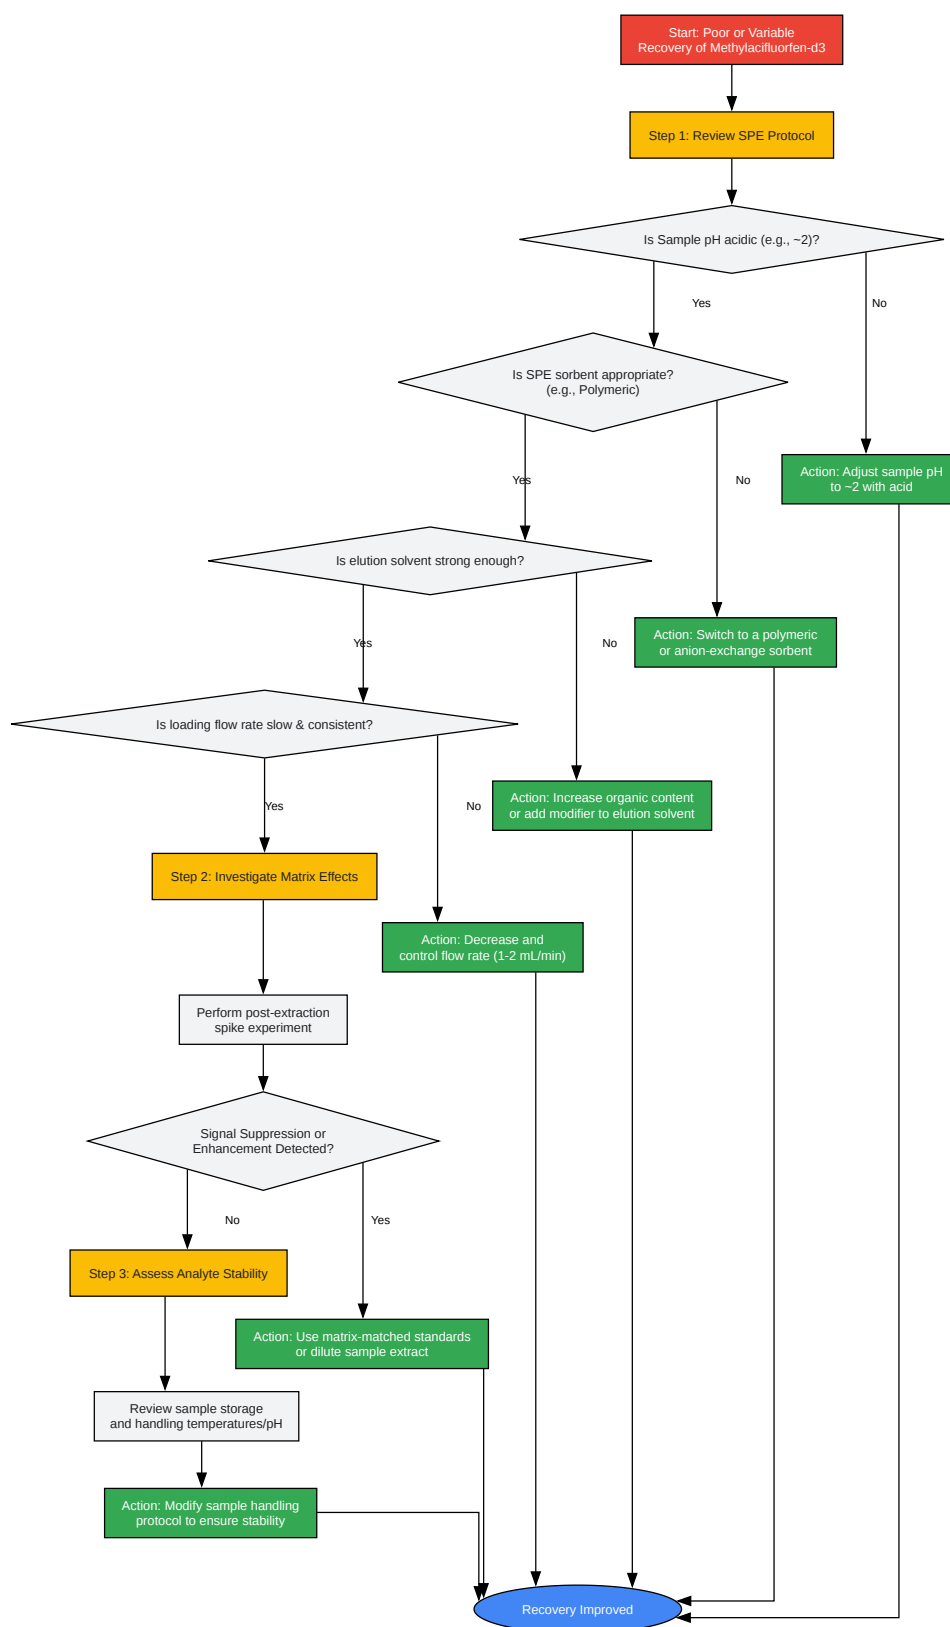 Start: Poor or Variable
Recovery of Methylacifluorfen-d3
Step 1: Review SPE Protocol
Is Sample pH acidic (e.g., ~2)?
Yes
No
Is SPE sorbent appropriate?
(e.g., Polymeric)
Yes
No
Action: Adjust sample pH
to ~2 with acid
Is elution solvent strong enough?
Yes
No
Action: Switch to a polymeric
or anion-exchange sorbent
Is loading flow rate slow & consistent?
Yes
No
Action: Increase organic content
or add modifier to elution solvent
Step 2: Investigate Matrix Effects
Action: Decrease and
control flow rate (1-2 mL/min)
Perform post-extraction
spike experiment
Signal Suppression or
Enhancement Detected?
No
Yes
Step 3: Assess Analyte Stability
Action: Use matrix-matched standards
or dilute sample extract
Review sample storage
and handling temperatures/pH
Action: Modify sample handling
protocol to ensure stability
Recovery Improved